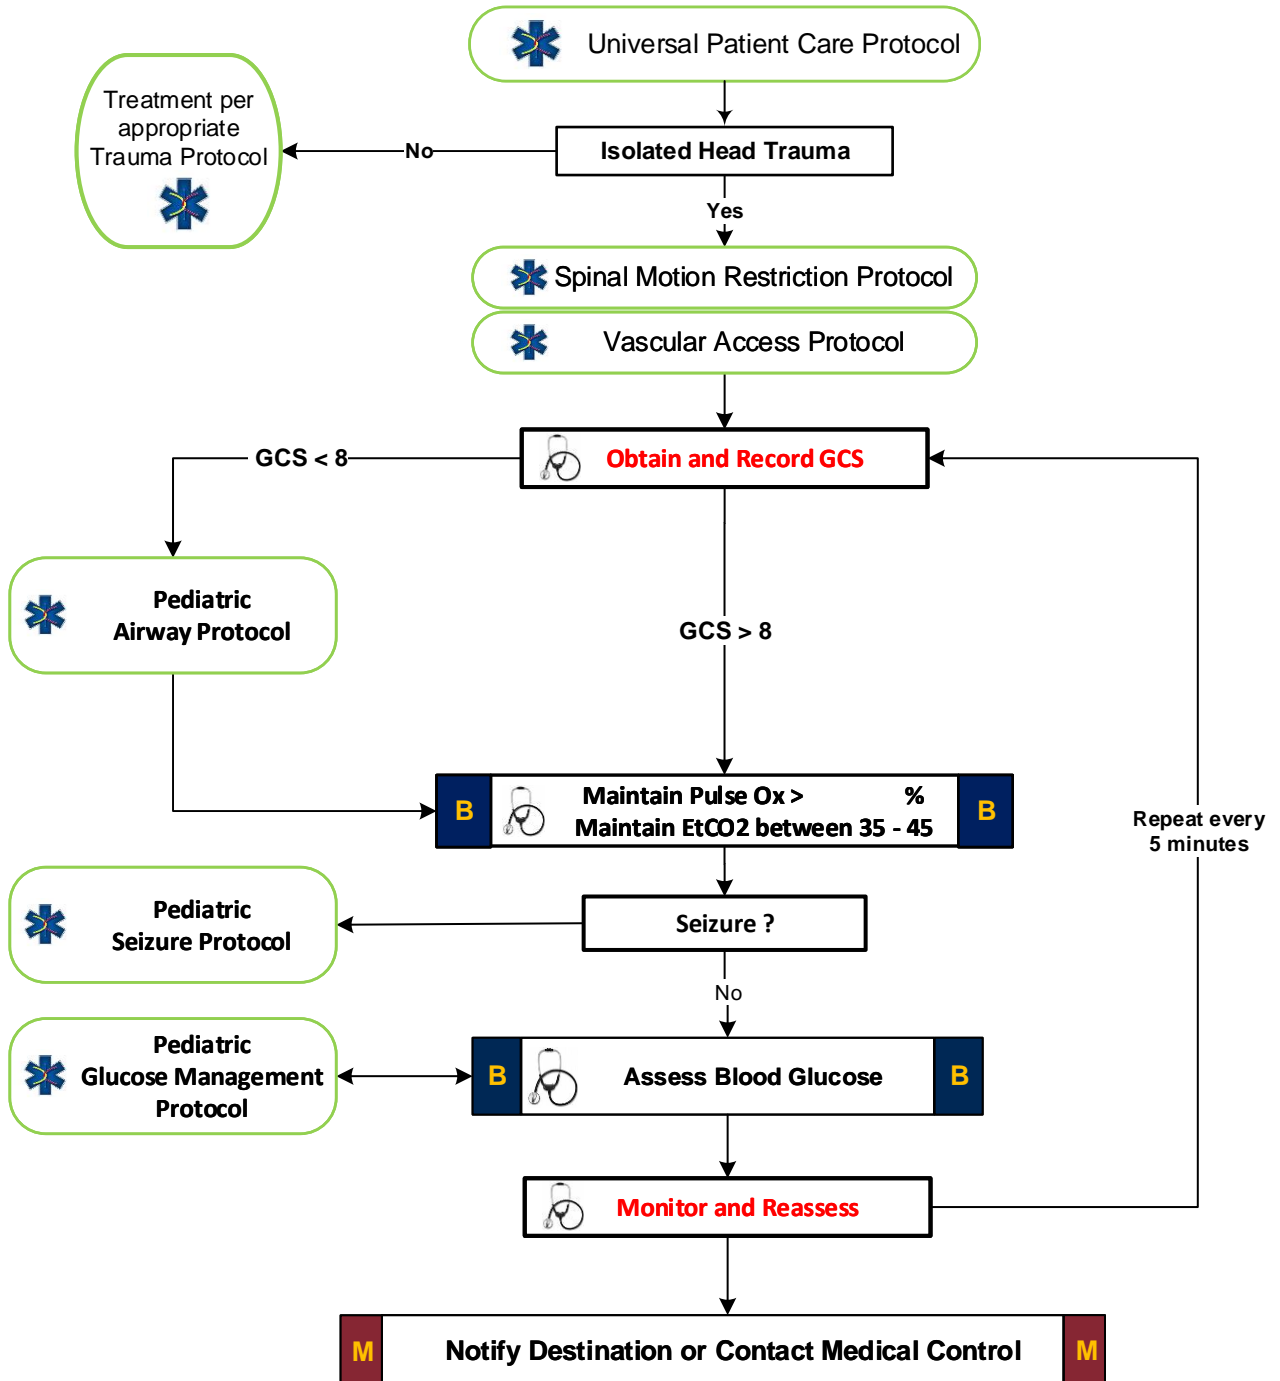 Universal Patient Care Protocol
Treatment per
appropriate
Trauma Protocol
No
Isolated Head Trauma
Yes
Spinal Motion Restriction Protocol
Vascular Access Protocol
GCS < 8
Obtain and Record GCS
Pediatric
Airway Protocol
GCS > 8
B
Maintain Pulse Ox > %
Maintain EtCO2 between 35 - 45
B
Repeat every
5 minutes
Pediatric
Seizure Protocol
Seizure ?
No
Pediatric
Glucose Management
Protocol
B
Assess Blood Glucose
B
Monitor and Reassess
M
Notify Destination or Contact Medical Control
M